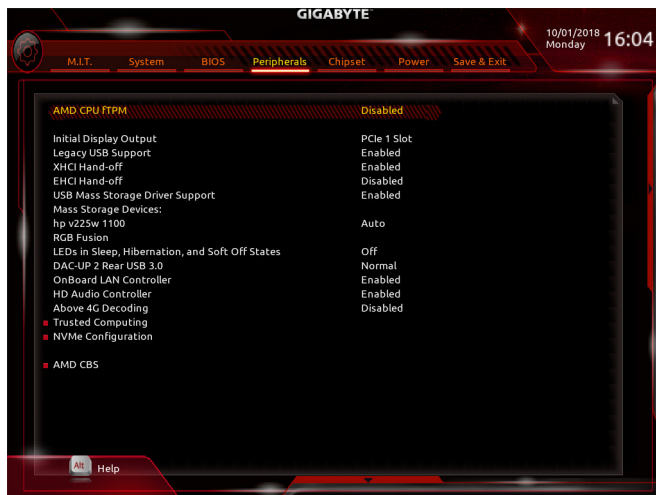 GIGABYTE™
10/01/2018 16:04
Monday
M.I.T. System BIOS Peripherals Chipset Power Save & Exit
AMD CPU fTPM Disabled
Initial Display Output PCIe 1 Slot
Legacy USB Support Enabled
XHCI Hand-off Enabled
EHCI Hand-off Disabled
USB Mass Storage Driver Support Enabled
Mass Storage Devices:
hp v225w 1100 Auto
RGB Fusion
LEDs in Sleep, Hibernation, and Soft Off States Off
DAC-UP 2 Rear USB 3.0 Normal
OnBoard LAN Controller Enabled
HD Audio Controller Enabled
Above 4G Decoding Disabled
Trusted Computing
NVMe Configuration
AMD CBS
Alt Help